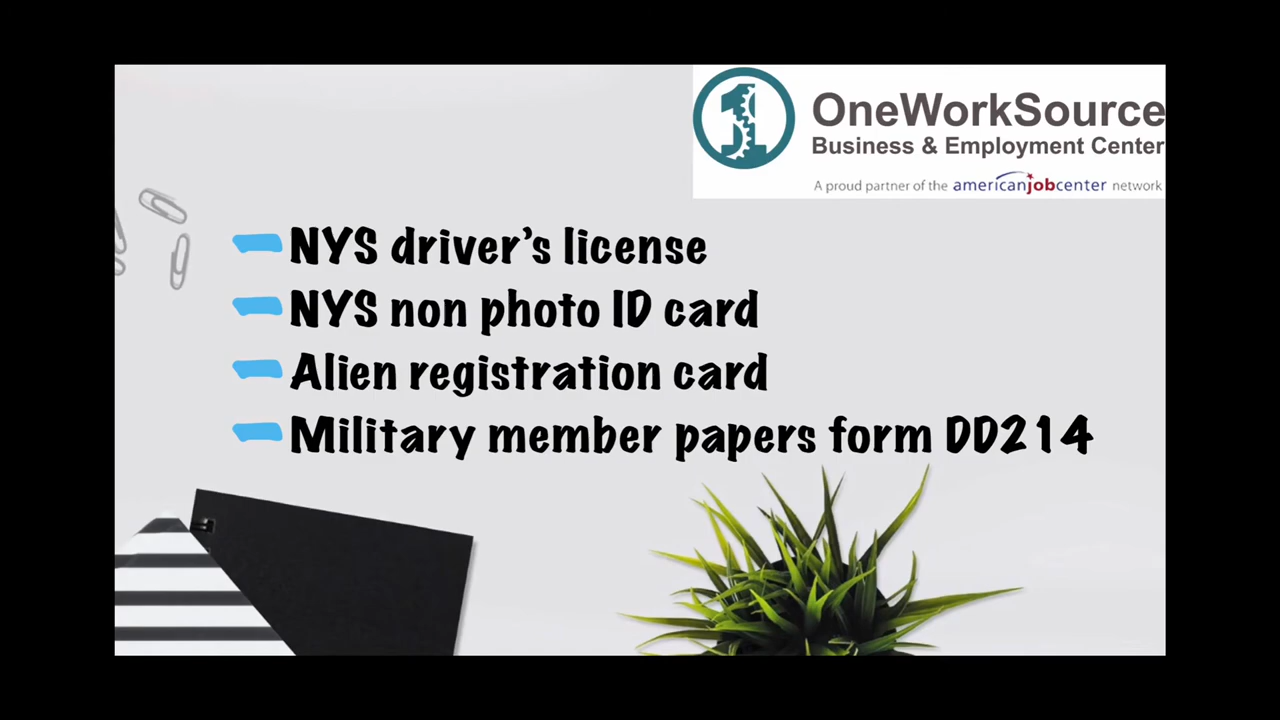 OneWorkSource
Business & Employment Center
A proud partner of the americanjobcenter network
NYS driver's license
NYS non photo ID card
Alien registration card
Military member papers form DD214